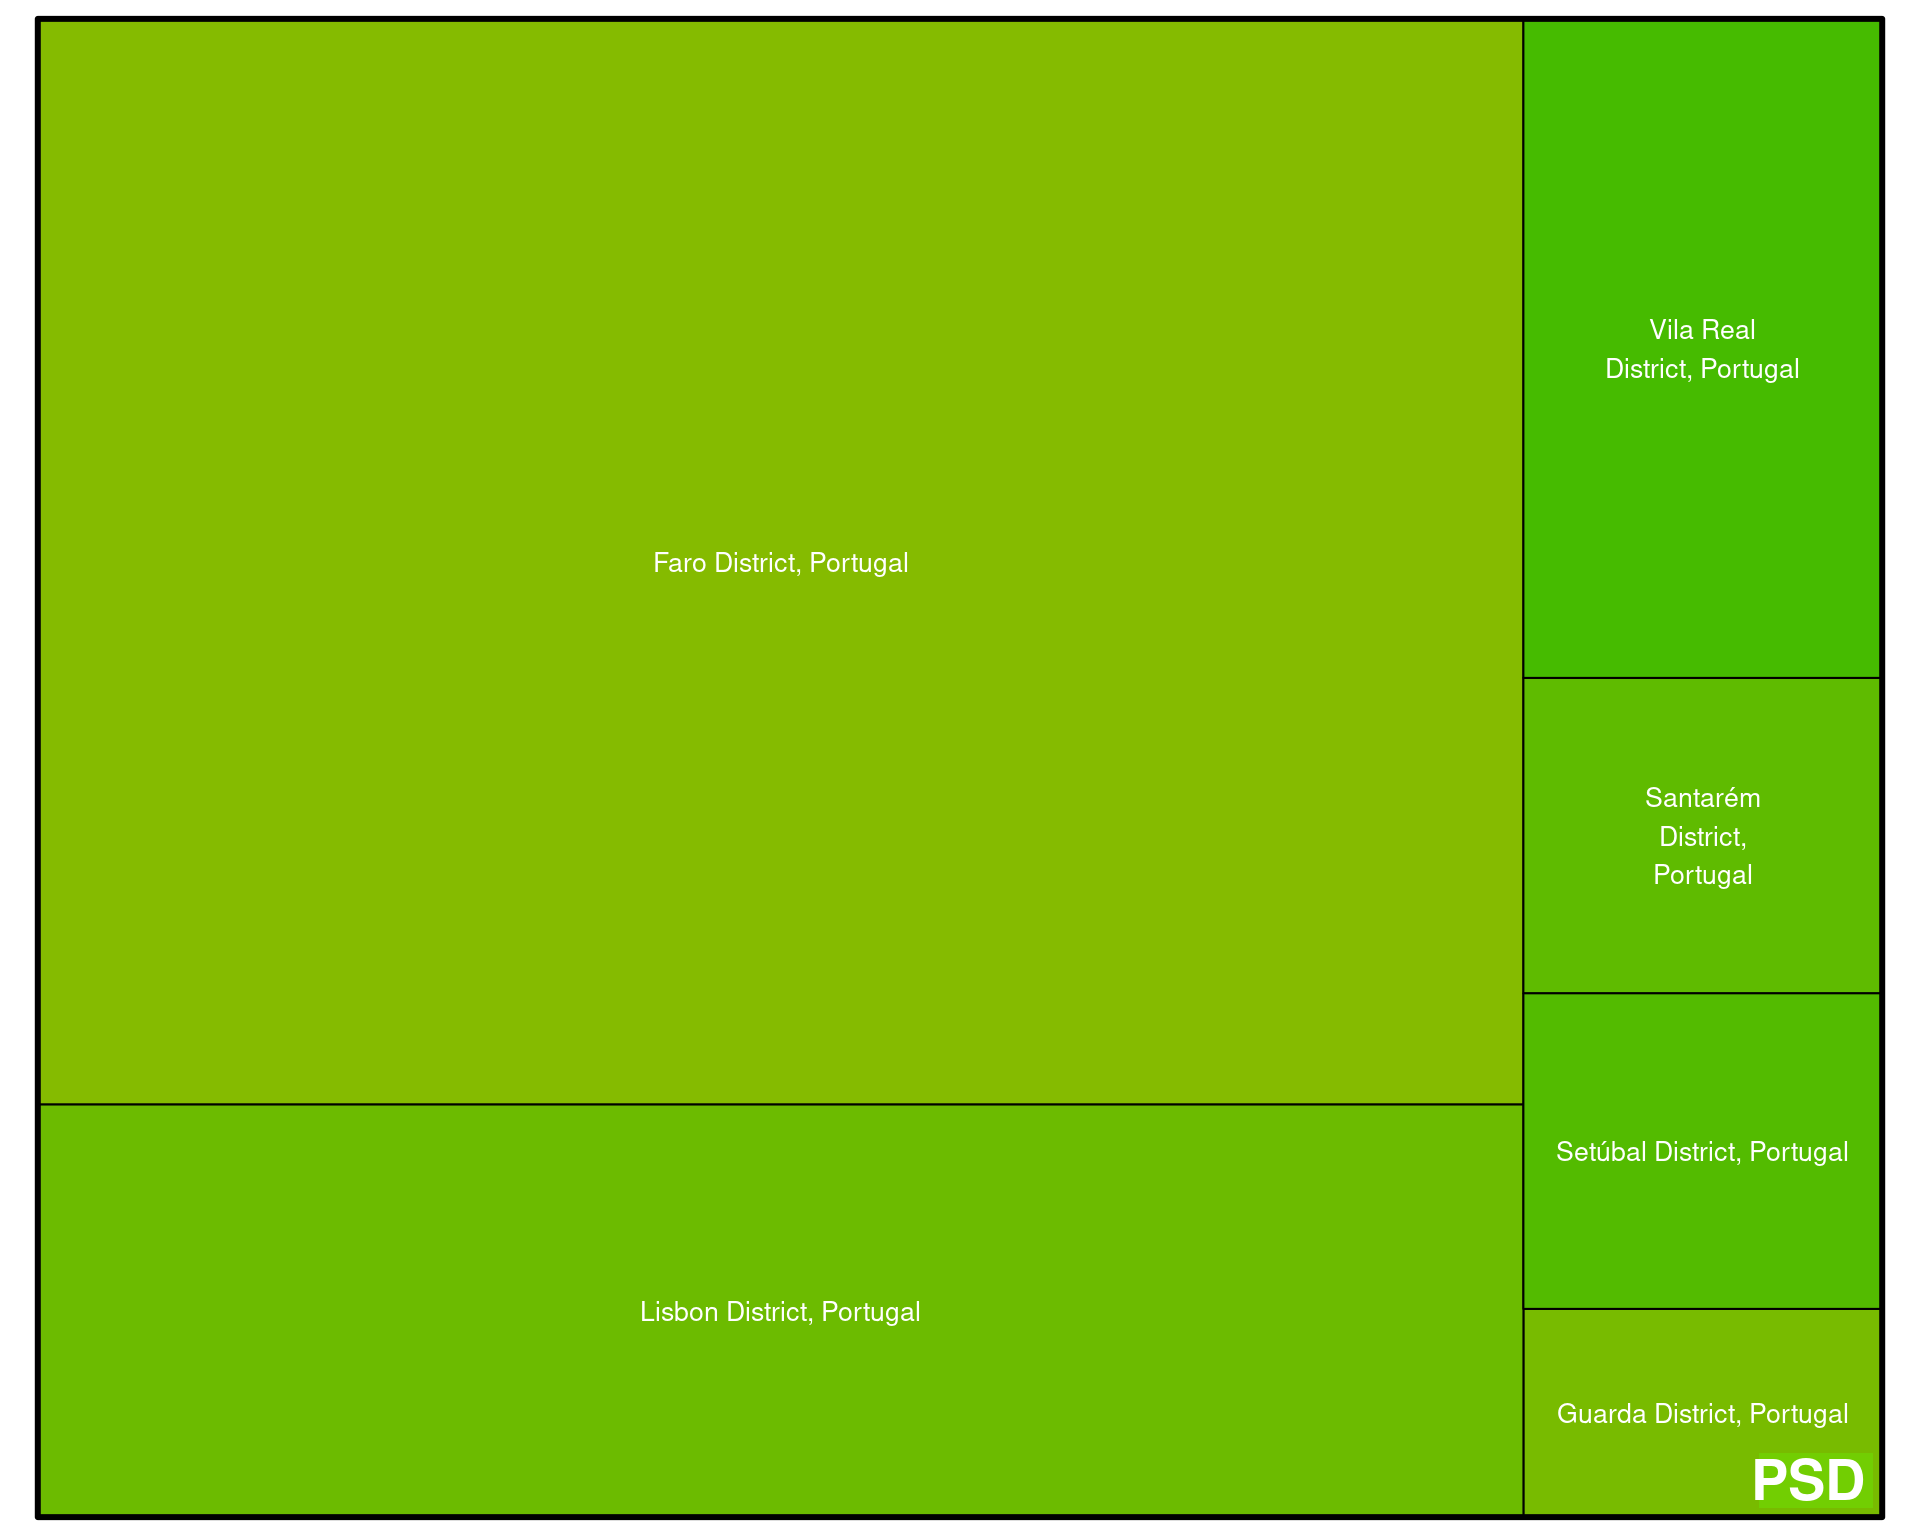 Faro District, Portugal
Lisbon District, Portugal
Vila Real
District, Portugal
Santarém
District,
Portugal
Setúbal District, Portugal
Guarda District, Portugal
PSD